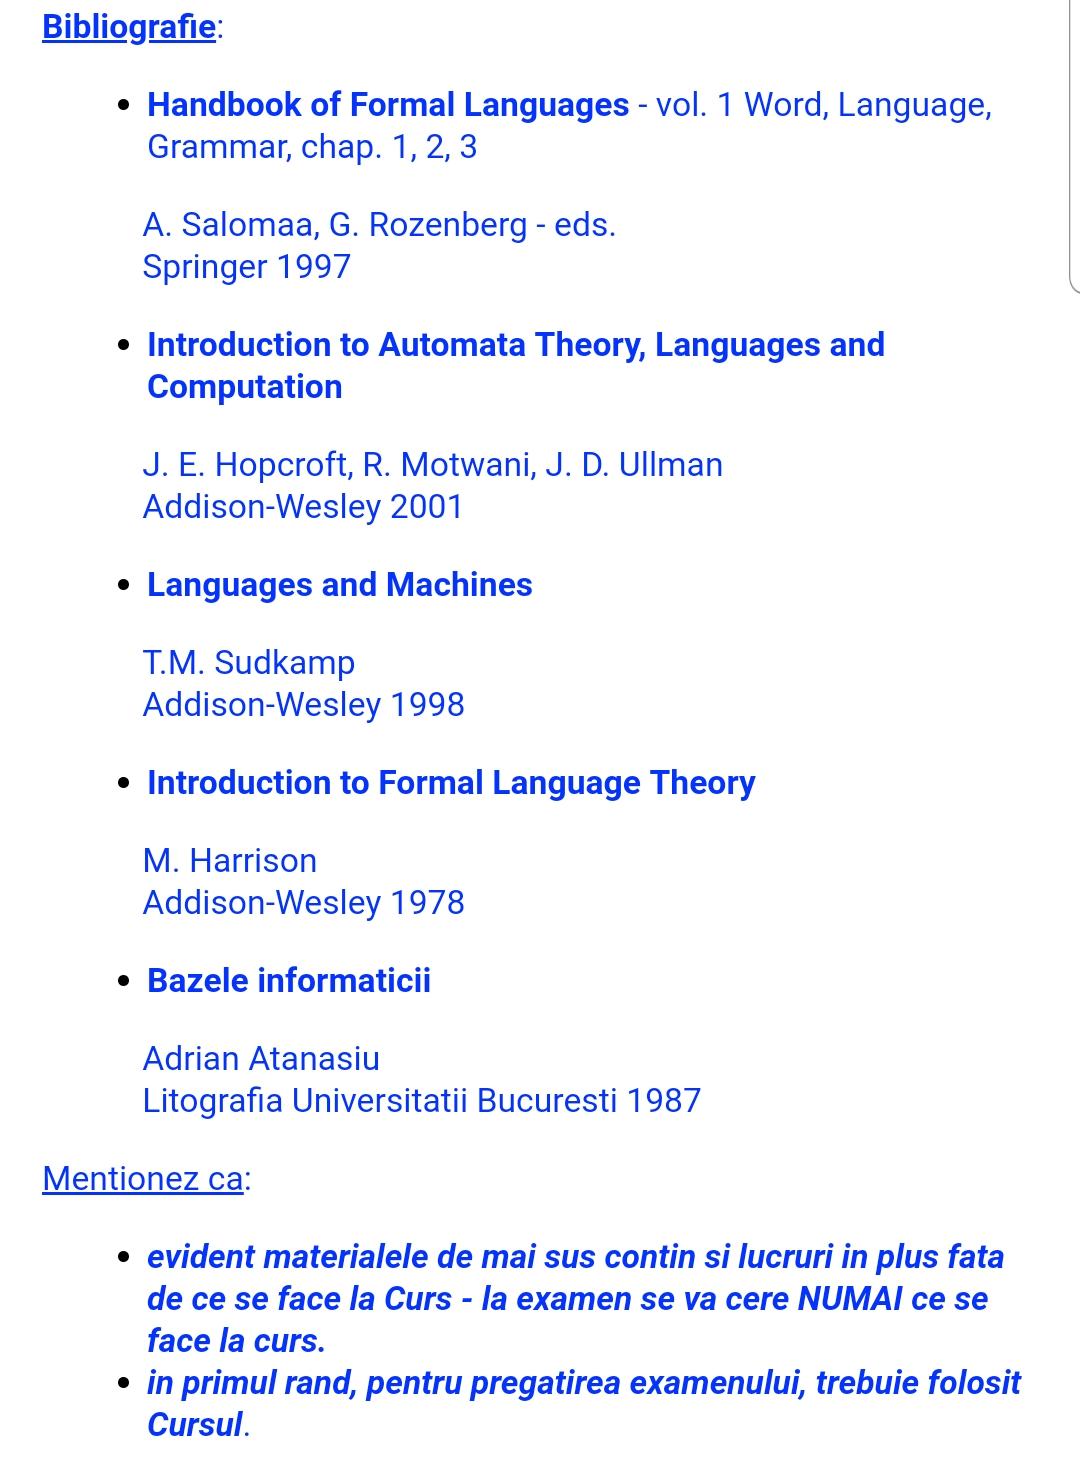 Bibliografie:
Handbook of Formal Languages - vol. 1 Word, Language,
Grammar, chap. 1, 2, 3
A. Salomaa, G. Rozenberg - eds.
Springer 1997
Introduction to Automata Theory, Languages and
Computation
J. E. Hopcroft, R. Motwani, J. D. Ullman
Addison-Wesley 2001
Languages and Machines
T.M. Sudkamp
Addison-Wesley 1998
Introduction to Formal Language Theory
M. Harrison
Addison-Wesley 1978
Bazele informaticii
Adrian Atanasiu
Litografia Universitatii Bucuresti 1987
Mentionez ca:
evident materialele de mai sus contin si lucruri in plus fata
de ce se face la Curs - la examen se va cere NUMAI ce se
face la curs.
in primul rand, pentru pregatirea examenului, trebuie folosit
Cursul.